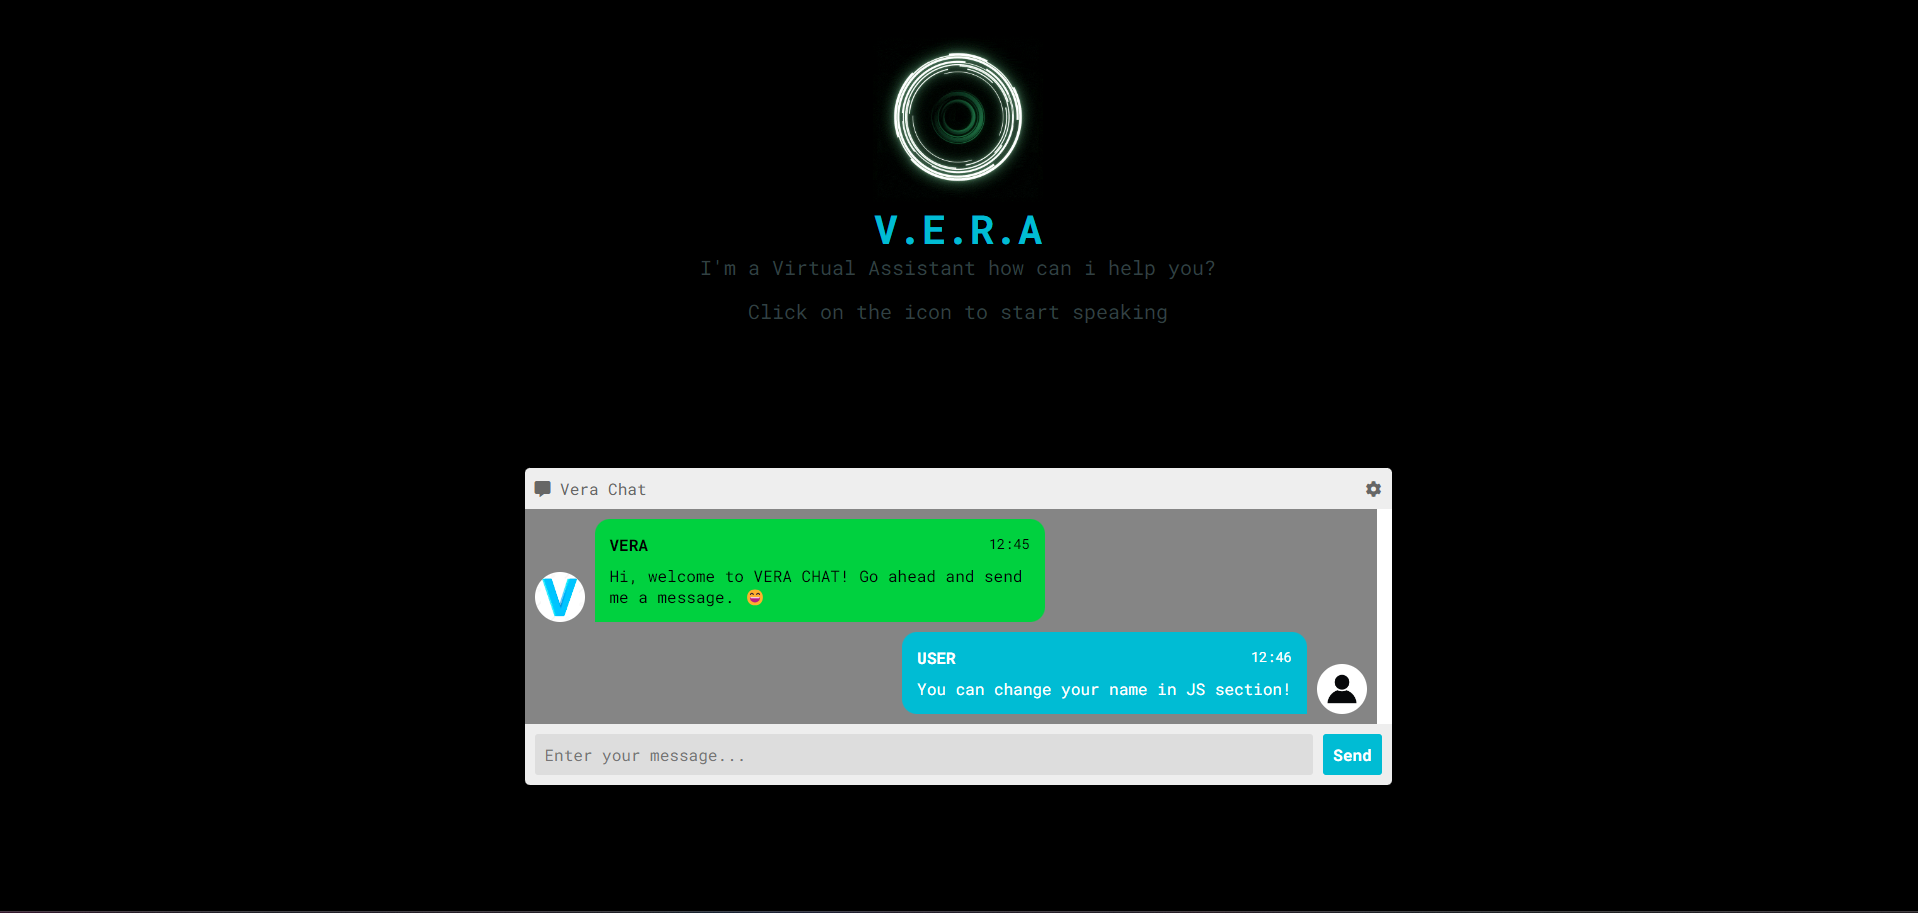 V.E.R.A
I'm a Virtual Assistant how can i help you?
Click on the icon to start speaking
Vera Chat
VERA 12:45
Hi, welcome to VERA CHAT! Go ahead and send
me a message. 😄
V
USER 12:46
You can change your name in JS section!
Enter your message...
Send